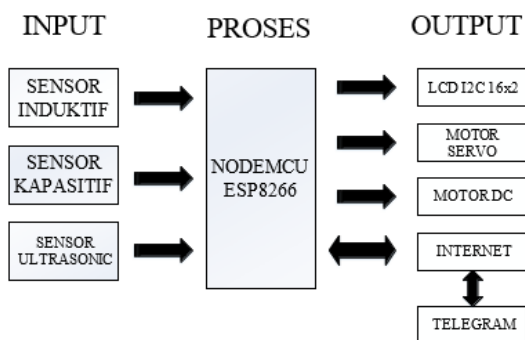 INPUT
PROSES
OUTPUT
SENSOR
INDUKTIF
SENSOR
KAPASITIF
SENSOR
ULTRASONIC
NODEMCU
ESP8266
LCD I2C 16x2
MOTOR
SERVO
MOTOR DC
INTERNET
TELEGRAM